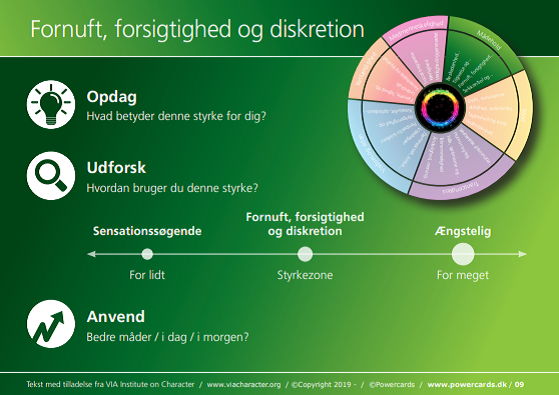 Fornuft, forsigtighed og diskretion
Mådehold
Opdag
Hvad betyder denne styrke for dig?
Udforsk
Hvordan bruger du denne styrke?
Sensationssøgende
Fornuft, forsigtighed
og diskretion
Ængstelig
For lidt
Styrkezone
For meget
Anvend
Bedre måder / i dag / i morgen?
Tekst med tilladelse fra VIA Institute on Character / www.viacharacter.org / ©Copyright 2019 - / ©Powercards / www.powercards.dk / 09